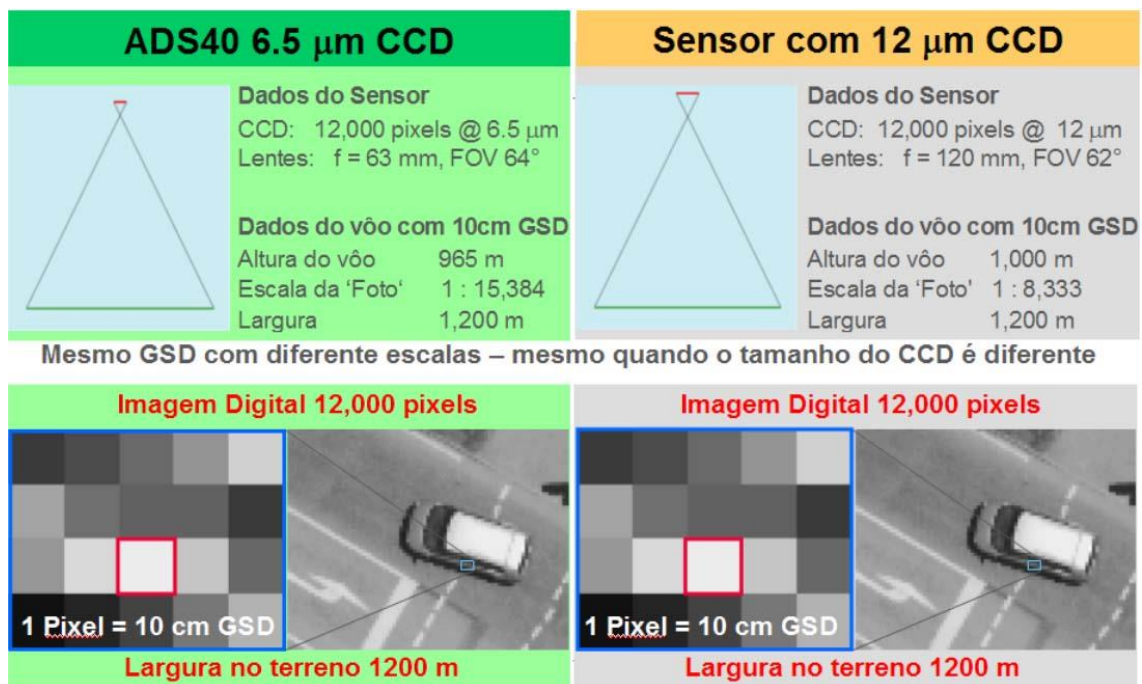 ADS40 6.5 μm CCD
Dados do Sensor
CCD: 12,000 pixels @ 6.5 μm
Lentes: f = 63 mm, FOV 64°
Dados do vôo com 10cm GSD
Altura do vôo 965 m
Escala da ‘Foto‘ 1 : 15,384
Largura 1,200 m
Sensor com 12 μm CCD
Dados do Sensor
CCD: 12,000 pixels @ 12 μm
Lentes: f = 120 mm, FOV 62°
Dados do vôo com 10cm GSD
Altura do vôo 1,000 m
Escala da ‘Foto' 1 : 8,333
Largura 1,200 m
Mesmo GSD com diferente escalas – mesmo quando o tamanho do CCD é diferente
Imagem Digital 12,000 pixels
1 Pixel = 10 cm GSD
Largura no terreno 1200 m
Imagem Digital 12,000 pixels
1 Pixel = 10 cm GSD
Largura no terreno 1200 m